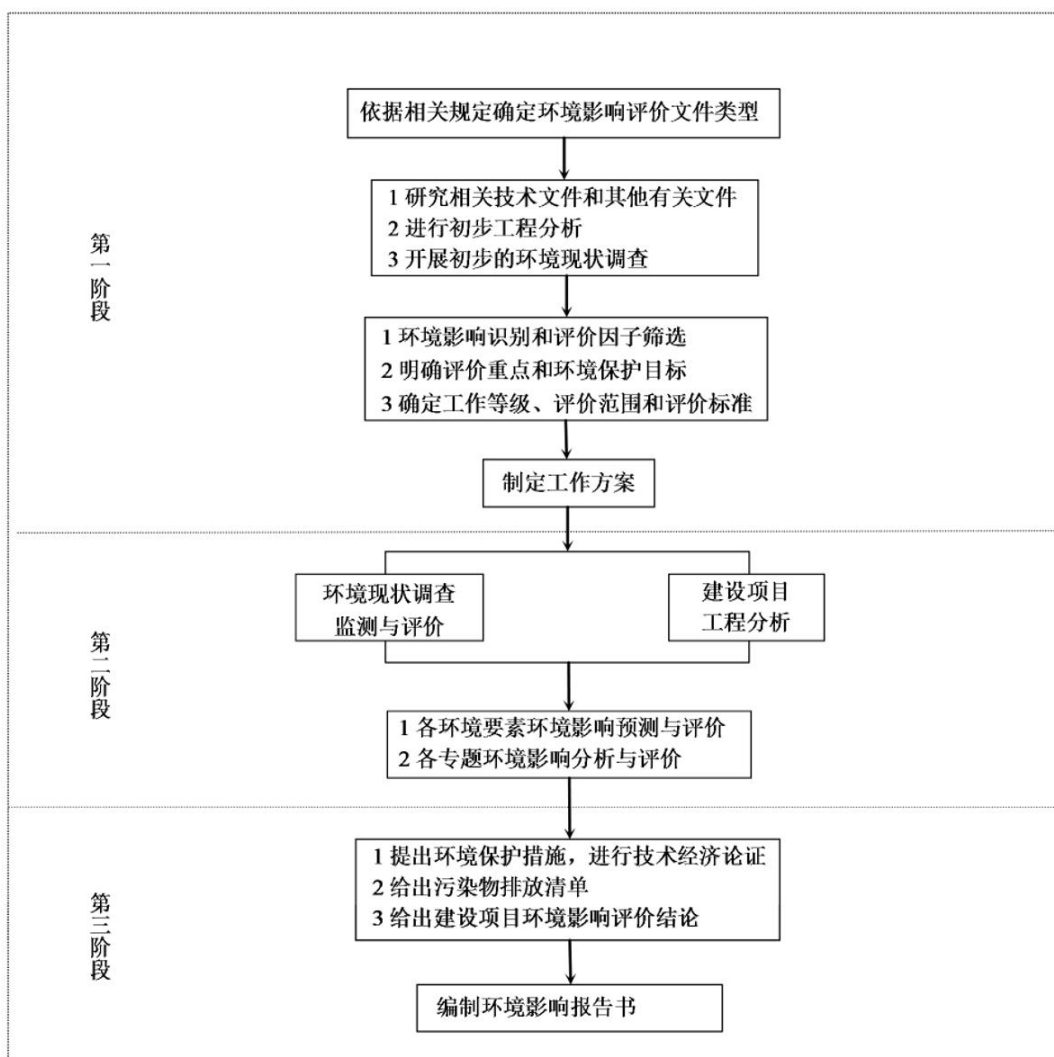 依据相关规定确定环境影响评价文件类型
1 研究相关技术文件和其他有关文件
2 进行初步工程分析
3 开展初步的环境现状调查
第一阶段
1 环境影响识别和评价因子筛选
2 明确评价重点和环境保护目标
3 确定工作等级、评价范围和评价标准
制定工作方案
环境现状调查
监测与评价
建设项目
工程分析
第二阶段
1 各环境要素环境影响预测与评价
2 各专题环境影响分析与评价
1 提出环境保护措施，进行技术经济论证
2 给出污染物排放清单
3 给出建设项目环境影响评价结论
第三阶段
编制环境影响报告书